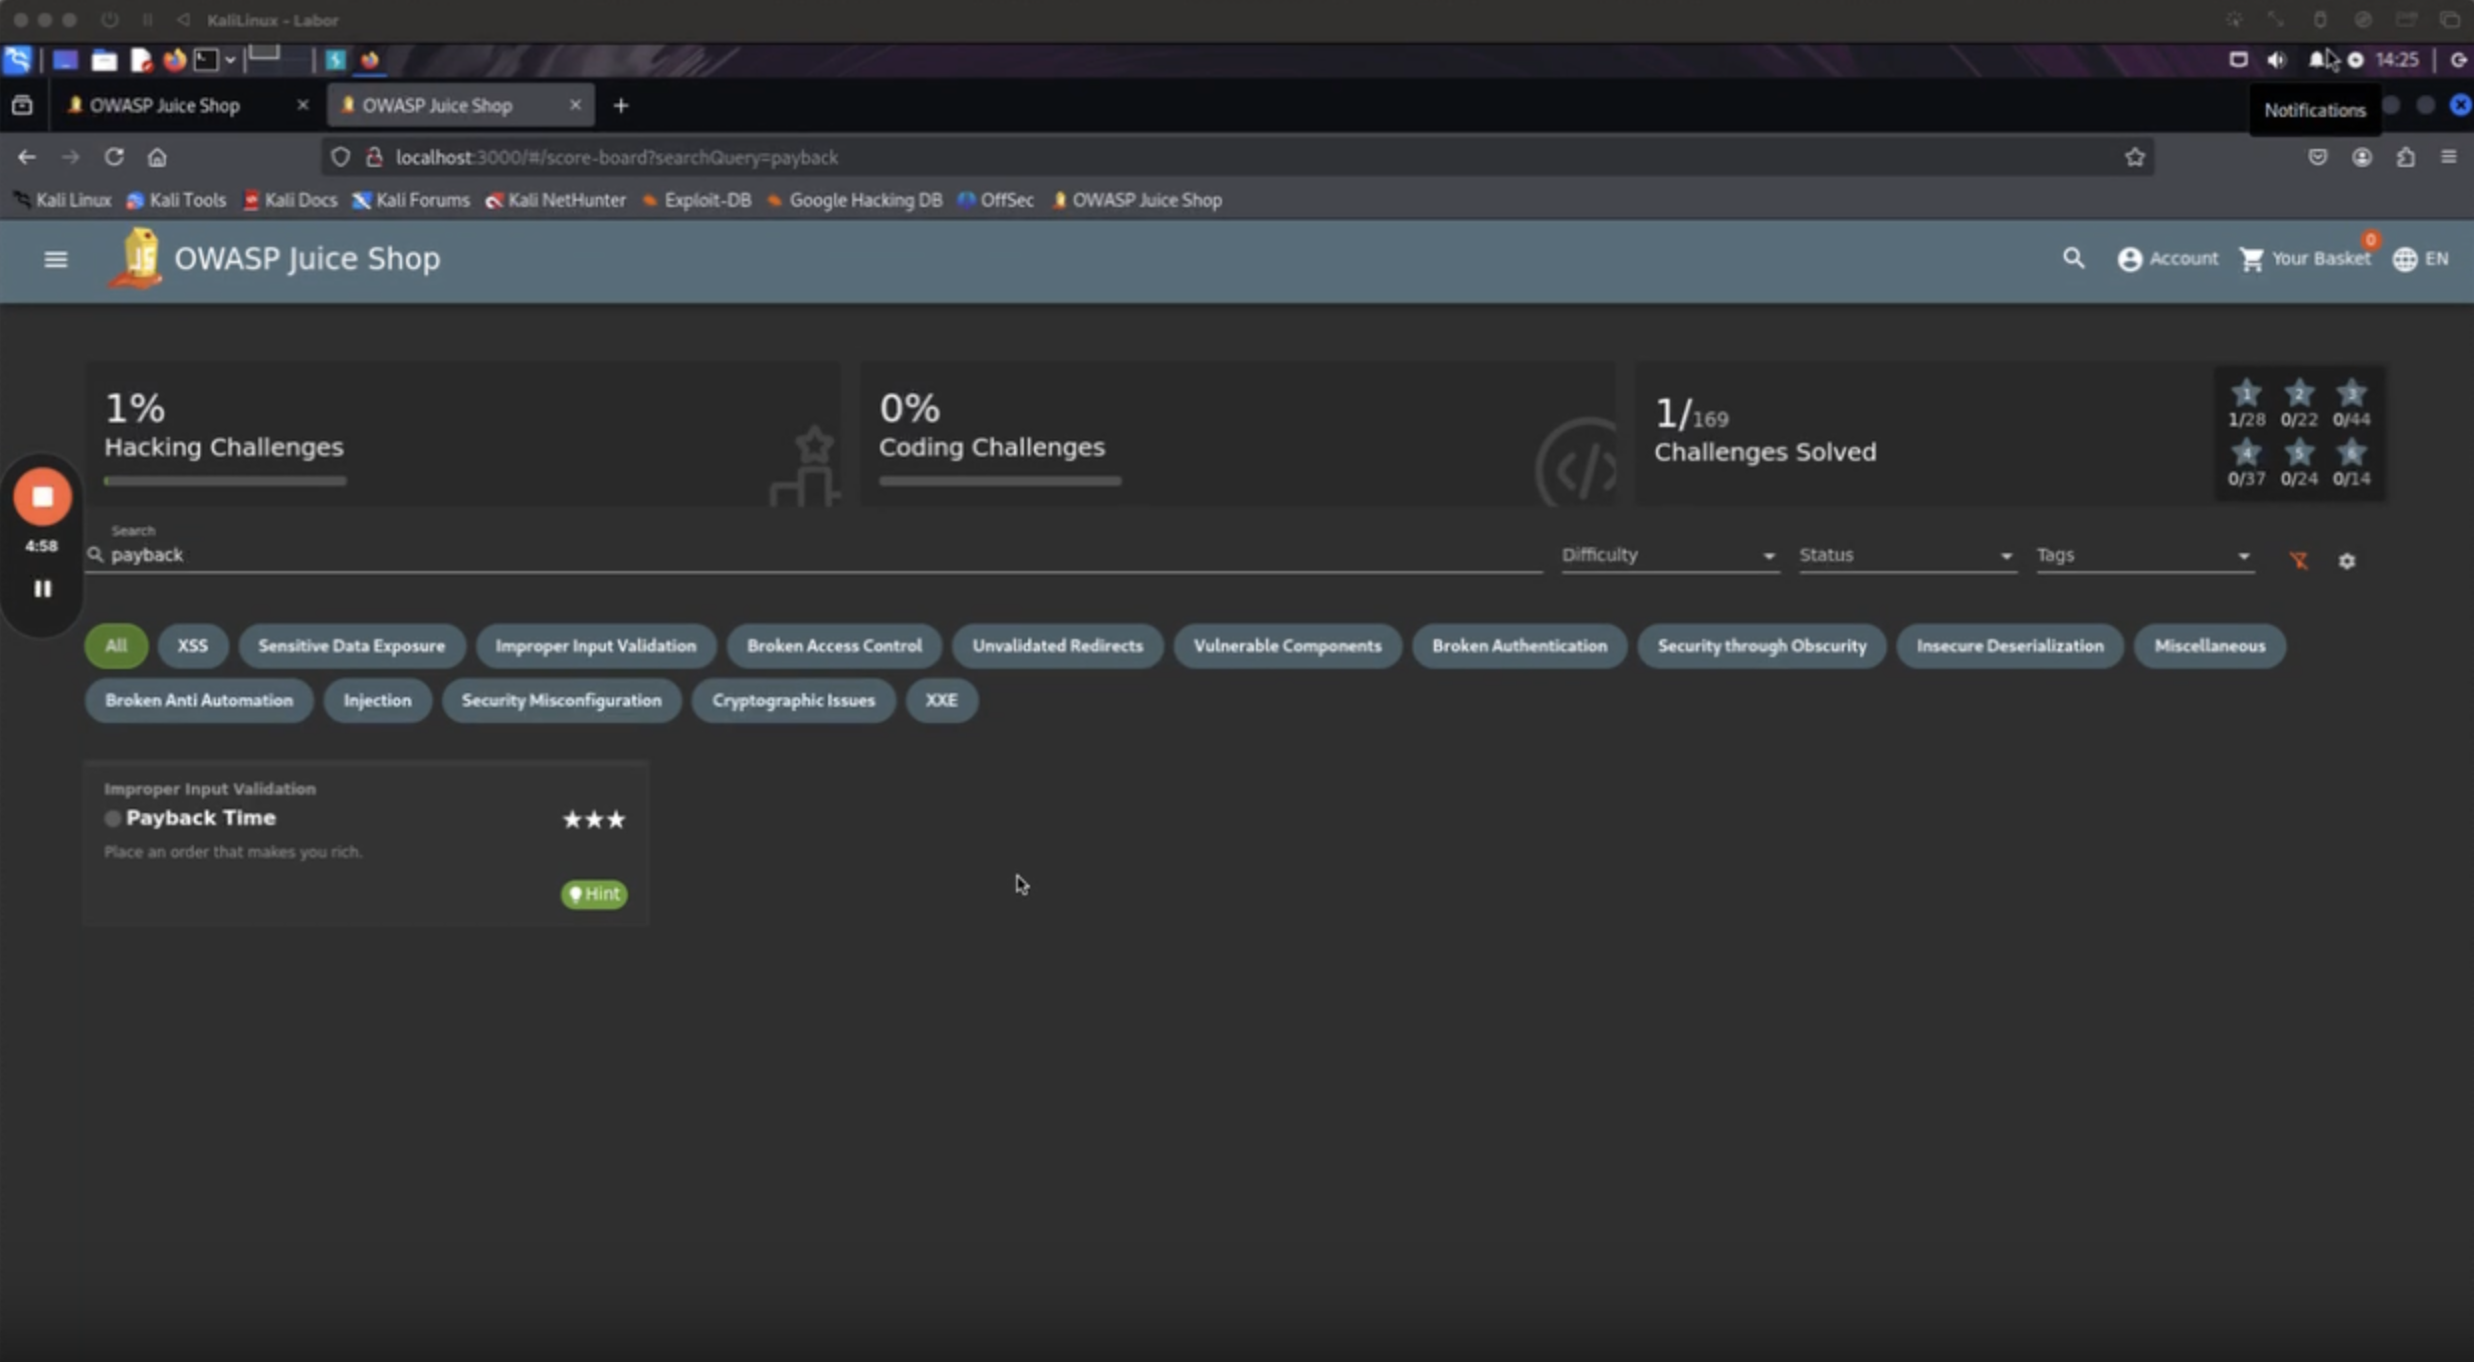 KaliLinux - Labor
14:25
OWASP Juice Shop
OWASP Juice Shop
Notifications
localhost:3000/#/score-board?searchQuery=payback
Kali Linux Kali Tools Kali Docs Kali Forums Kali NetHunter Exploit-DB Google Hacking DB OffSec OWASP Juice Shop
OWASP Juice Shop
Account Your Basket 0 EN
1%
Hacking Challenges
0%
Coding Challenges
1/169
Challenges Solved
1 2 3
1/28 0/22 0/44
4 5 6
0/37 0/24 0/14
4:58
Search
payback
Difficulty Status Tags
All XSS Sensitive Data Exposure Improper Input Validation Broken Access Control Unvalidated Redirects Vulnerable Components Broken Authentication Security through Obscurity Insecure Deserialization Miscellaneous
Broken Anti Automation Injection Security Misconfiguration Cryptographic Issues XXE
Improper Input Validation
Payback Time
Place an order that makes you rich.
Hint